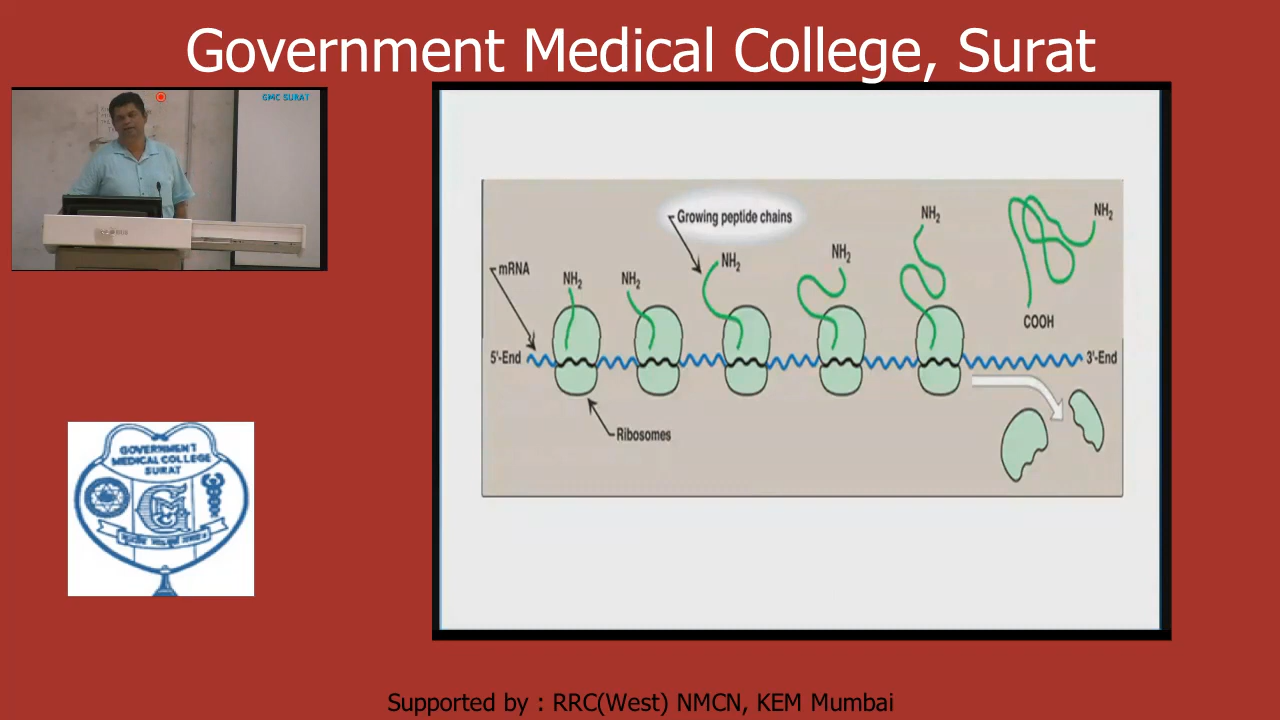 Government Medical College, Surat
GMC SURAT
Growing peptide chains
NH₂
NH₂
mRNA
NH₂
NH₂
NH₂
NH₂
COOH
5'-End
3'-End
Ribosomes
GOVERNMENT
MEDICAL COLLEGE
SURAT
Supported by : RRC(West) NMCN, KEM Mumbai